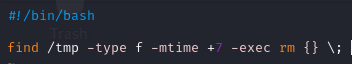 #!/bin/bash
Trash
find /tmp -type f -mtime +7 -exec rm {} \;